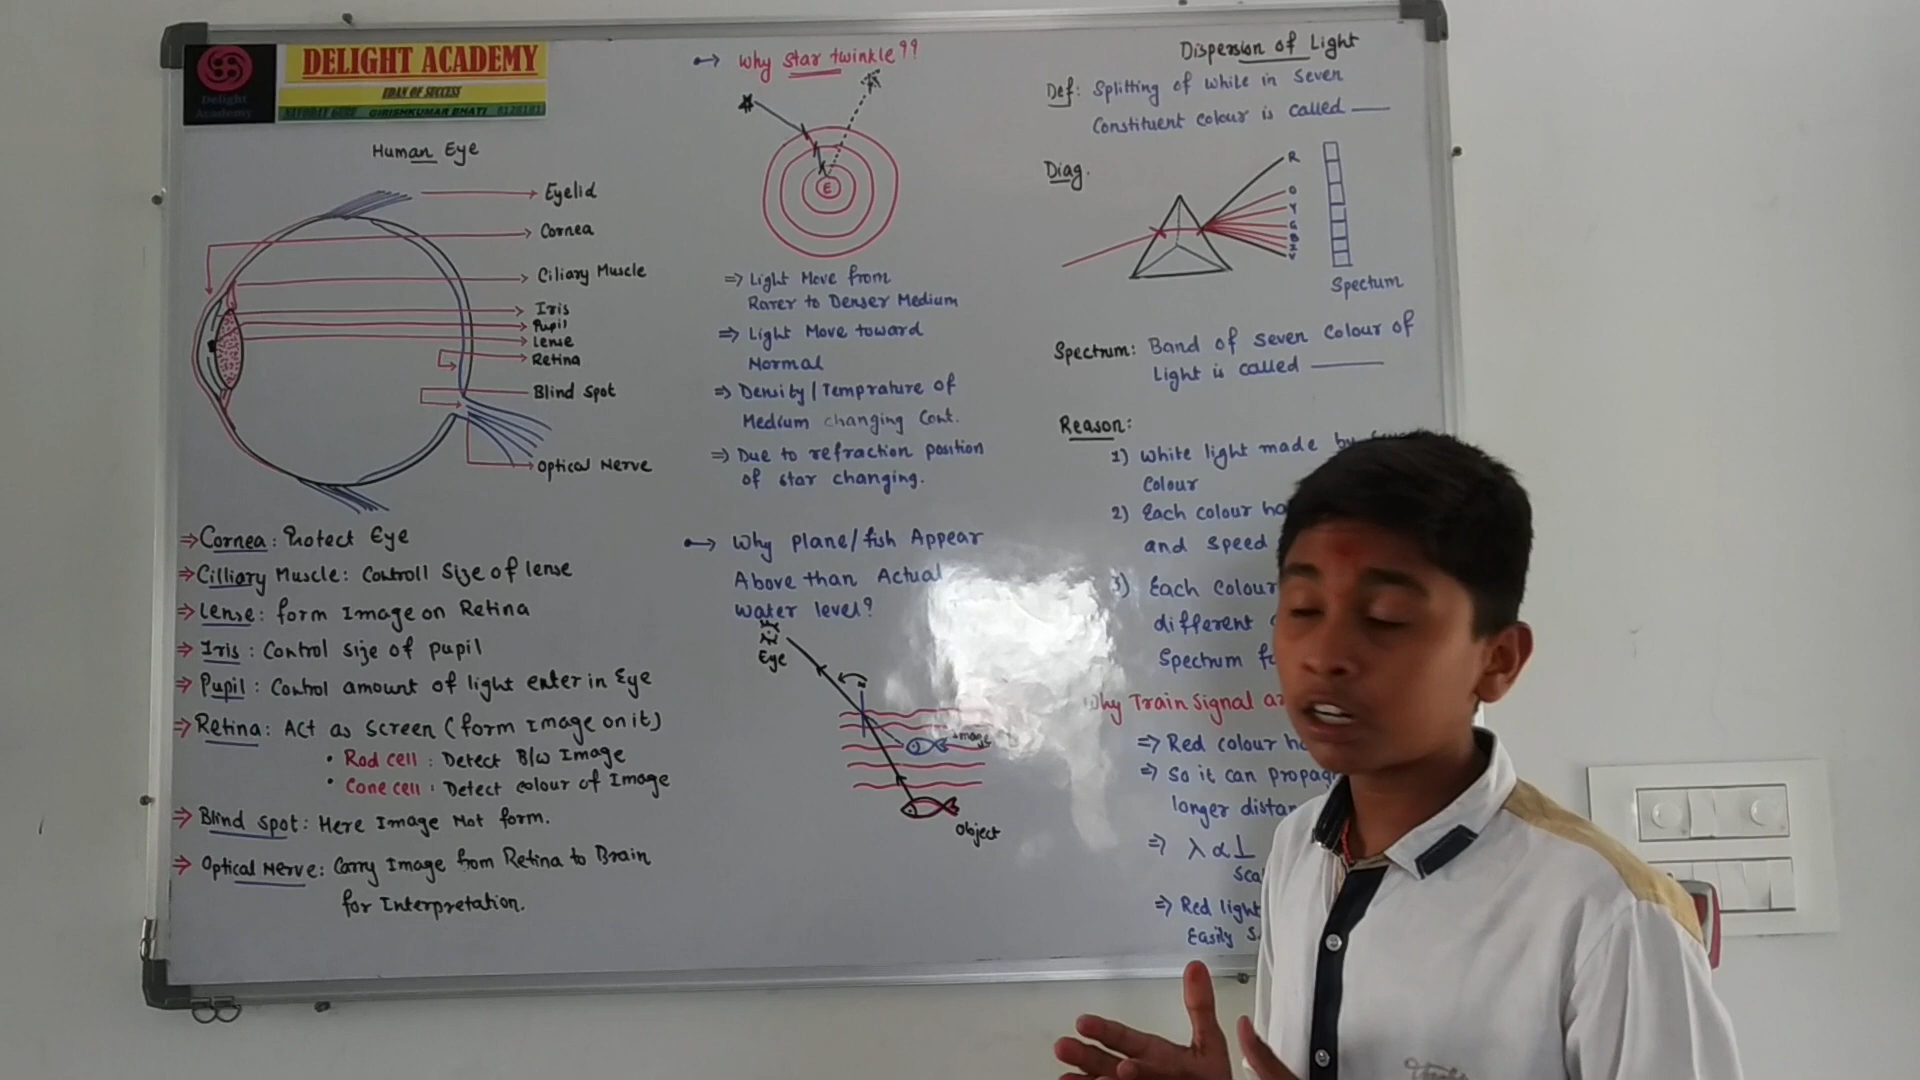 Delight
Academy
DELIGHT ACADEMY
EDAN OF SUCCESS
GIRISHKUMAR BHATI
Human Eye
Eyelid
Cornea
Ciliary Muscle
Iris
Pupil
Lense
Retina
Blind Spot
Optical Nerve
⇒ Cornea: Protect Eye
⇒ Cilliary Muscle: Controll Size of lense
⇒ Lense: form Image on Retina
⇒ Iris: Control size of pupil
⇒ Pupil: Control amount of light enter in Eye
⇒ Retina: Act as Screen (form Image on it)
• Rod cell: Detect B/w Image
• Cone cell: Detect colour of Image
⇒ Blind spot: Here Image Not form.
⇒ Optical Nerve: Carry Image from Retina to Brain
for Interpretation.
Why star twinkle??
E
⇒ Light Move from
Rarer to Denser Medium
⇒ Light Move toward
Normal
⇒ Density/Temprature of
Medium changing Cont.
⇒ Due to refraction position
of star changing.
Why plane/fish Appear
Above than Actual
Water level?
Eye
Image
Object
Dispersion of Light
Def: Splitting of while in seven
Constituent colour is called
Diag.
R
O
Y
G
B
I
V
Spectum
Spectrum: Band of seven colour of
Light is called
Reason:
1) White light made by
Colour
2) Each colour
and speed
3) Each Colour
different
Spectrum
Why Train Signal
⇒ Red colour
⇒ So it can
longer
⇒ λ α 1
⇒ Red light
Easily